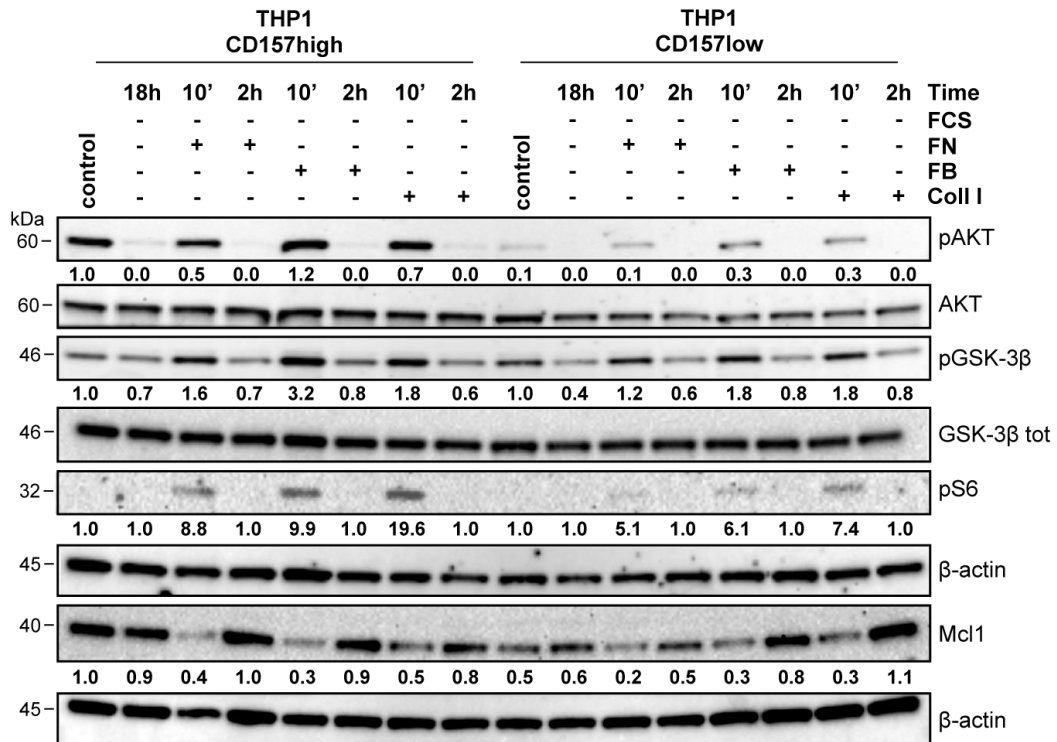 THP1 THP1
CD157high CD157low
18h 10’ 2h 10’ 2h 10’ 2h 18h 10’ 2h 10’ 2h 10’ 2h Time
- - - - - - - - - - - - - - FCS
- + + - - - - - + + - - - - FN
- - - + + - - - - - + + - - FB
- - - - - + + - - - - - + + Coll I
control control
kDa
60 pAKT
1.0 0.0 0.5 0.0 1.2 0.0 0.7 0.0 0.1 0.0 0.1 0.0 0.3 0.0 0.3 0.0
60 AKT
46 pGSK-3β
1.0 0.7 1.6 0.7 3.2 0.8 1.8 0.6 1.0 0.4 1.2 0.6 1.8 0.8 1.8 0.8
46 GSK-3β tot
32 pS6
1.0 1.0 8.8 1.0 9.9 1.0 19.6 1.0 1.0 1.0 5.1 1.0 6.1 1.0 7.4 1.0
45 β-actin
40 Mcl1
1.0 0.9 0.4 1.0 0.3 0.9 0.5 0.8 0.5 0.6 0.2 0.5 0.3 0.8 0.3 1.1
45 β-actin